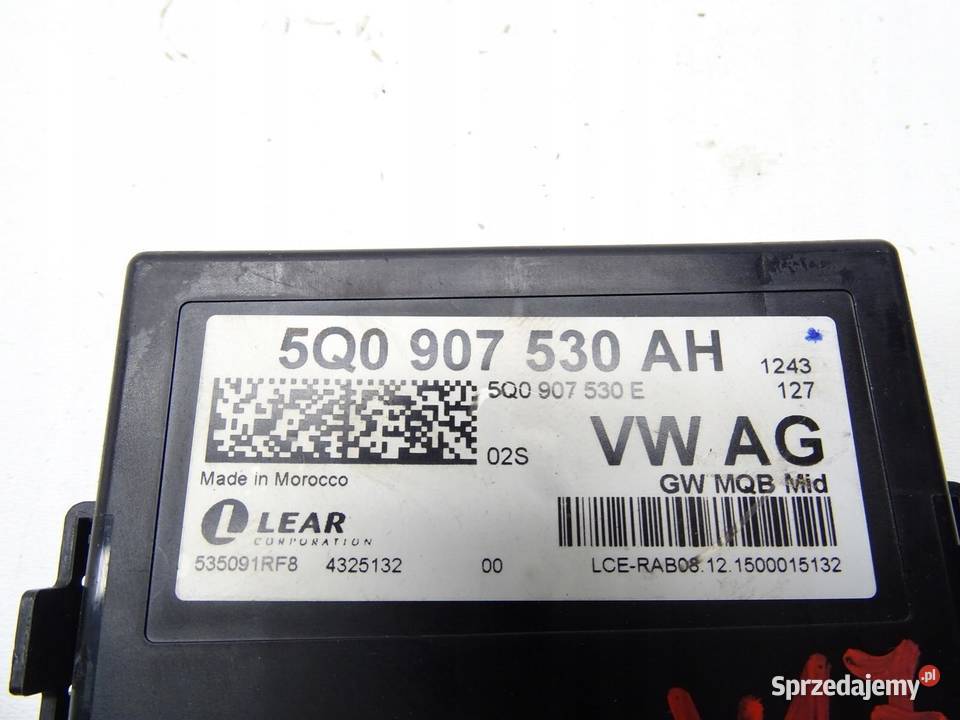 5Q0 907 530 AH
1243
5Q0 907 530 E
127
02S
VW AG
Made in Morocco
GW MQB Mid
LEAR
CORPORATION
535091RF8 4325132 00 LCE-RAB08.12.1500015132
Sprzedajemy.pl